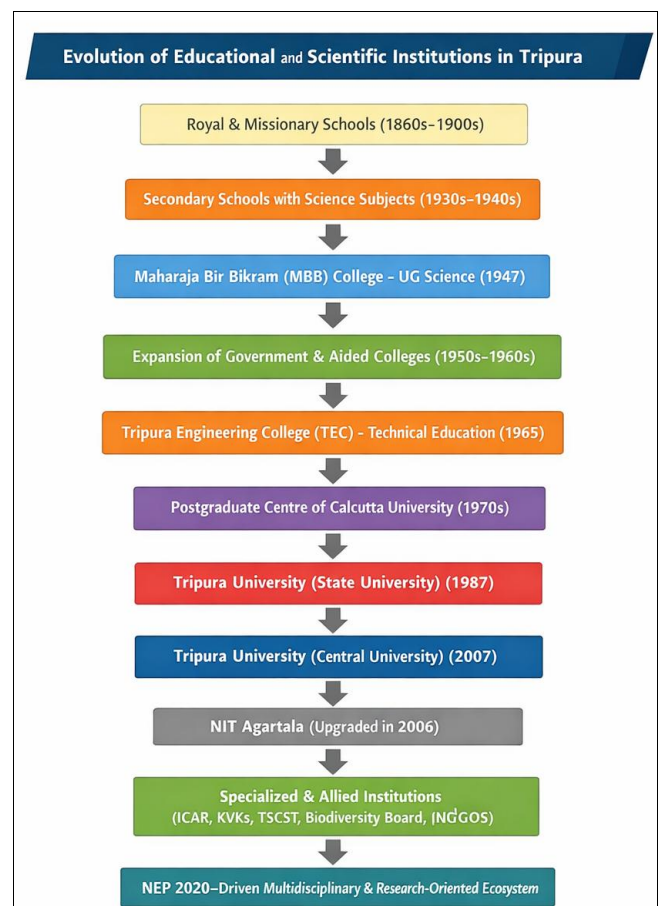 Evolution of Educational and Scientific Institutions in Tripura
Royal & Missionary Schools (1860s–1900s)
Secondary Schools with Science Subjects (1930s–1940s)
Maharaja Bir Bikram (MBB) College – UG Science (1947)
Expansion of Government & Aided Colleges (1950s–1960s)
Tripura Engineering College (TEC) – Technical Education (1965)
Postgraduate Centre of Calcutta University (1970s)
Tripura University (State University) (1987)
Tripura University (Central University) (2007)
NIT Agartala (Upgraded in 2006)
Specialized & Allied Institutions
(ICAR, KVKs, TSCST, Biodiversity Board,
NEP 2020–Driven Multidisciplinary & Research-Oriented Ecosystem